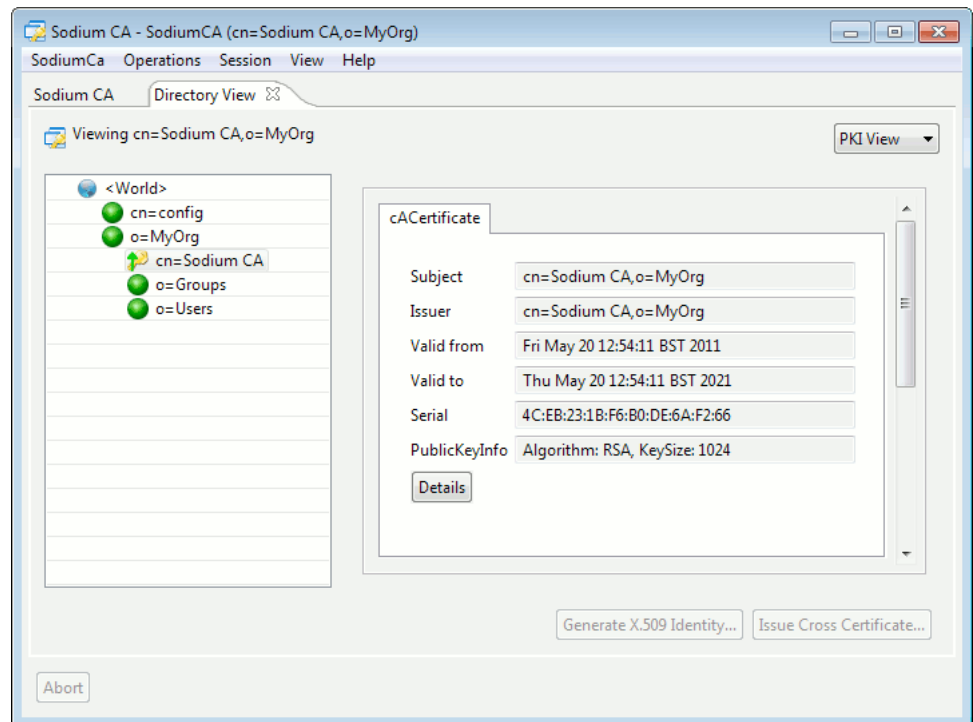 Sodium CA - SodiumCA (cn=Sodium CA,o=MyOrg)
SodiumCa Operations Session View Help
Sodium CA Directory View
Viewing cn=Sodium CA,o=MyOrg
PKI View
<World>
cn=config
o=MyOrg
cn=Sodium CA
o=Groups
o=Users
cACertificate
Subject cn=Sodium CA,o=MyOrg
Issuer cn=Sodium CA,o=MyOrg
Valid from Fri May 20 12:54:11 BST 2011
Valid to Thu May 20 12:54:11 BST 2021
Serial 4C:EB:23:1B:F6:B0:DE:6A:F2:66
PublicKeyInfo Algorithm: RSA, KeySize: 1024
Details
Generate X.509 Identity... Issue Cross Certificate...
Abort